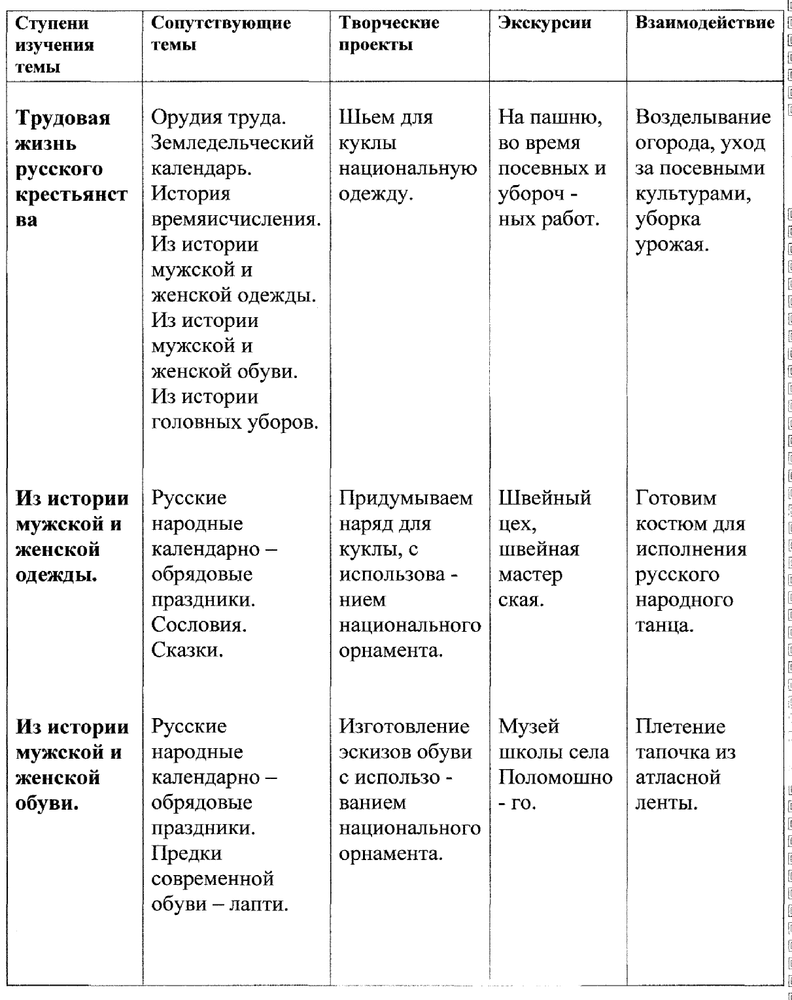 Ступени
изучения
темы
Сопутствующие
темы
Творческие
проекты
Экскурсии
Взаимодействие
Трудовая
жизнь
русского
крестьянст
ва
Орудия труда.
Земледельческий
календарь.
История
времяисчисления.
Из истории
мужской и
женской одежды.
Из истории
мужской и
женской обуви.
Из истории
головных уборов.
Шьем для
куклы
национальную
одежду.
На пашню,
во время
посевных и
убороч -
ных работ.
Возделывание
огорода, уход
за посевными
культурами,
уборка
урожая.
Из истории
мужской и
женской
одежды.
Русские
народные
календарно –
обрядовые
праздники.
Сословия.
Сказки.
Придумываем
наряд для
куклы, с
использова -
нием
национального
орнамента.
Швейный
цех,
швейная
мастер
ская.
Готовим
костюм для
исполнения
русского
народного
танца.
Из истории
мужской и
женской
обуви.
Русские
народные
календарно –
обрядовые
праздники.
Предки
современной
обуви – лапти.
Изготовление
эскизов обуви
с использо -
ванием
национального
орнамента.
Музей
школы села
Поломошно
- го.
Плетение
тапочка из
атласной
ленты.